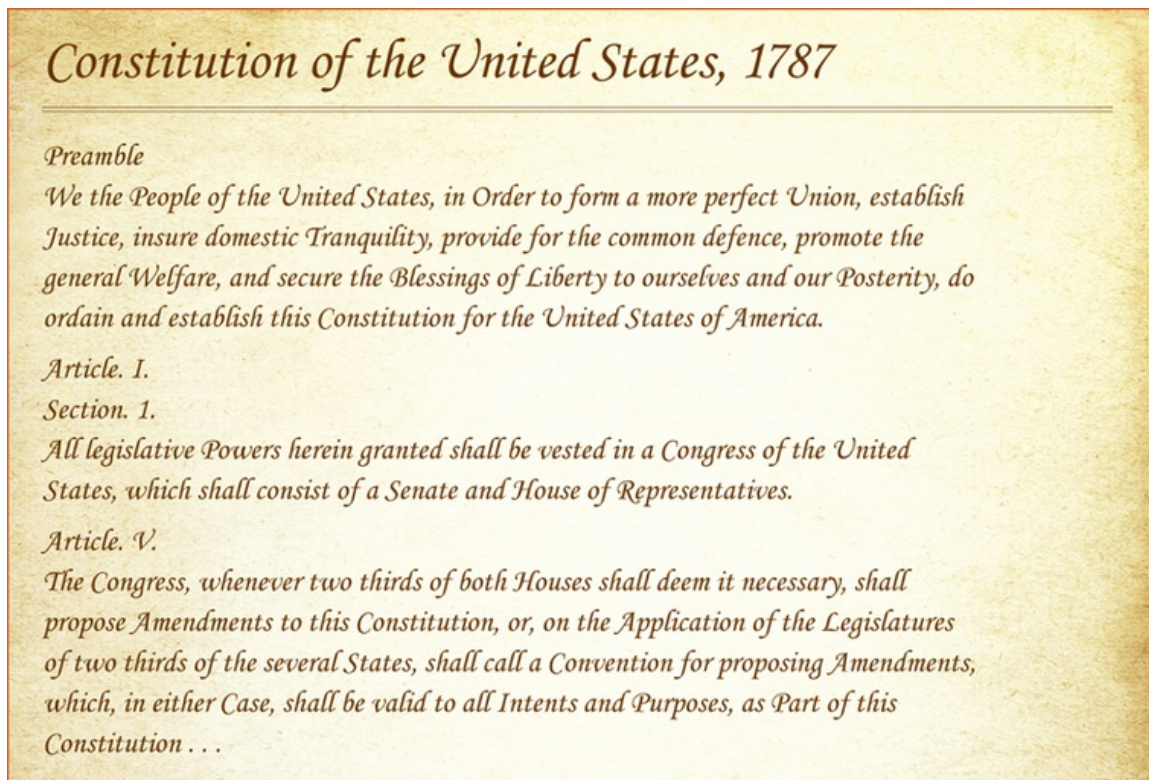 Constitution of the United States, 1787
Preamble
We the People of the United States, in Order to form a more perfect Union, establish
Justice, insure domestic Tranquility, provide for the common defence, promote the
general Welfare, and secure the Blessings of Liberty to ourselves and our Posterity, do
ordain and establish this Constitution for the United States of America.
Article. I.
Section. 1.
All legislative Powers herein granted shall be vested in a Congress of the United
States, which shall consist of a Senate and House of Representatives.
Article. V.
The Congress, whenever two thirds of both Houses shall deem it necessary, shall
propose Amendments to this Constitution, or, on the Application of the Legislatures
of two thirds of the several States, shall call a Convention for proposing Amendments,
which, in either Case, shall be valid to all Intents and Purposes, as Part of this
Constitution . . .